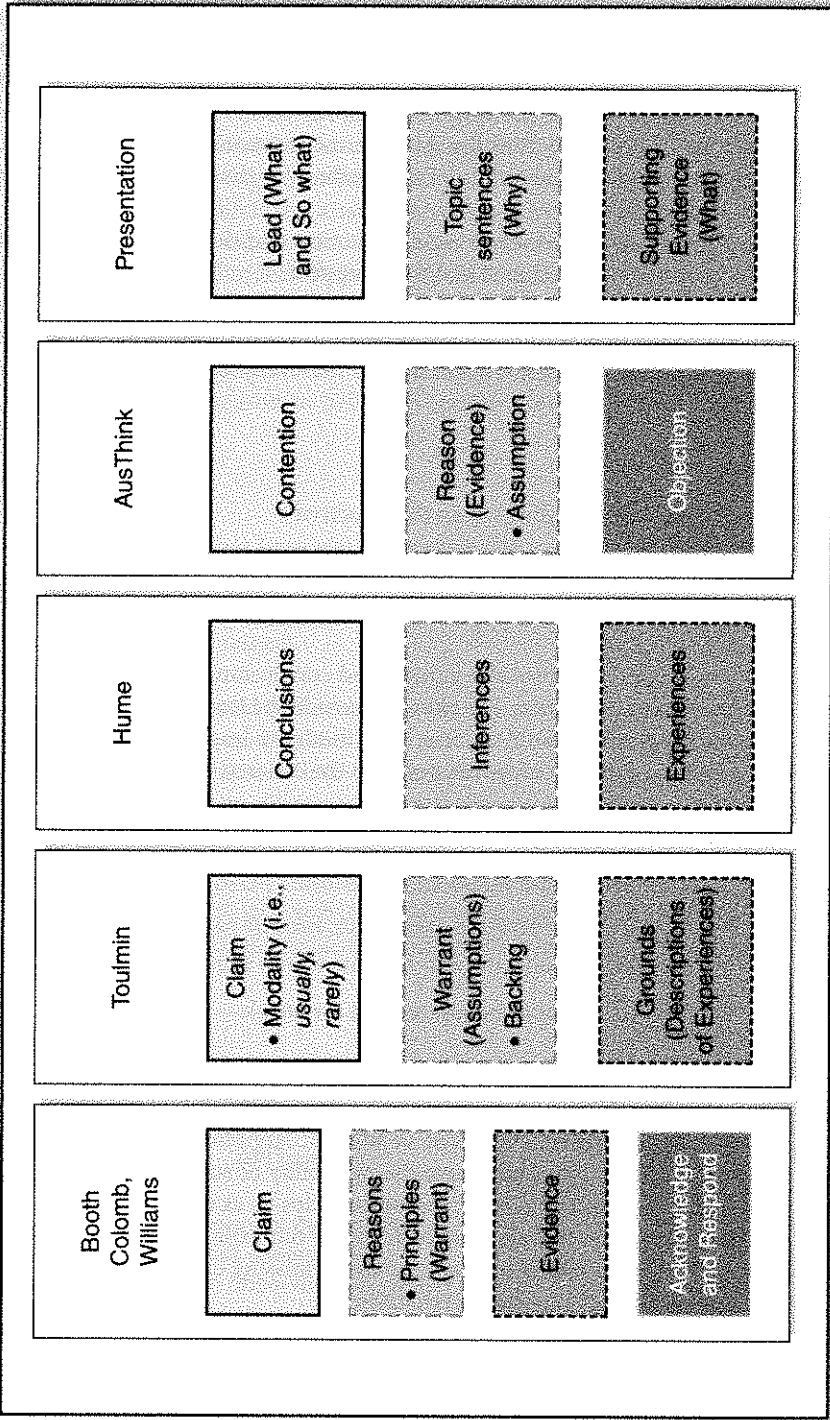 Booth
Colomb,
Williams
Claim
Reasons
• Principles
(Warrant)
Evidence
Acknowledge
and Respond
Toulmin
Claim
• Modality (i.e.,
usually,
rarely)
Warrant
(Assumptions)
• Backing
Grounds
(Descriptions
of Experiences)
Hume
Conclusions
Inferences
Experiences
AusThink
Contention
Reason
(Evidence)
• Assumption
Objection
Presentation
Lead (What
and So what)
Topic
sentences
(Why)
Supporting
Evidence
(What)